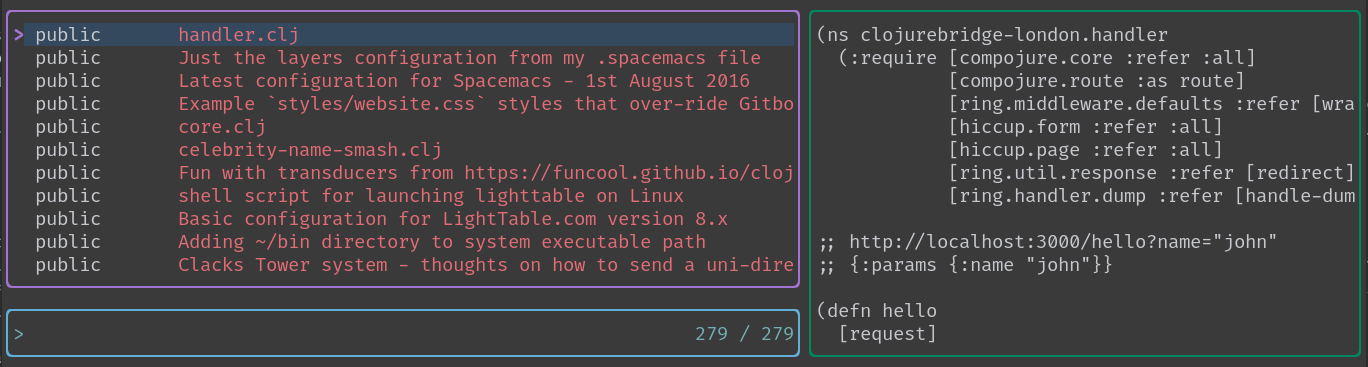 > public handler.clj
public Just the layers configuration from my .spacemacs file
public Latest configuration for Spacemacs - 1st August 2016
public Example `styles/website.css` styles that over-ride Gitbo
public core.clj
public celebrity-name-smash.clj
public Fun with transducers from https://funcool.github.io/cloj
public shell script for launching lighttable on Linux
public Basic configuration for LightTable.com version 8.x
public Adding ~/bin directory to system executable path
public Clacks Tower system - thoughts on how to send a uni-dire
> 279 / 279
(ns clojurebridge-london.handler
(:require [compojure.core :refer :all]
[compojure.route :as route]
[ring.middleware.defaults :refer [wra
[hiccup.form :refer :all]
[hiccup.page :refer :all]
[ring.util.response :refer [redirect]
[ring.handler.dump :refer [handle-dum
;; http://localhost:3000/hello?name="john"
;; {:params {:name "john"}}
(defn hello
[request]